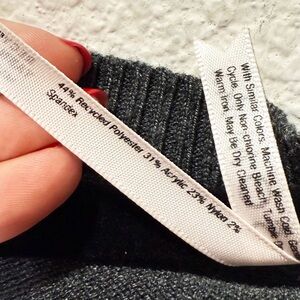 44% Recycled Polyester 31% Acrylic 23% Nylon 2%
Spandex
With Similar Colors. Machine Wash Cold
Cycle. Only Non-chlorine Bleach. Tumble
Warm Iron. May Be Dry Cleaned